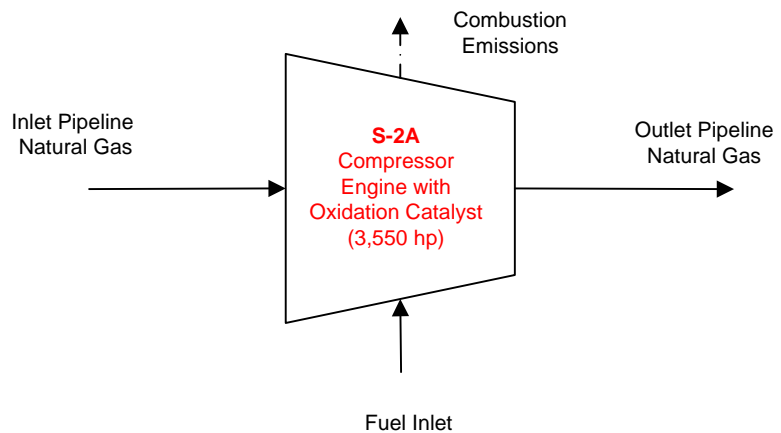 Combustion
Emissions
Inlet Pipeline
Natural Gas
S-2A
Compressor
Engine with
Oxidation Catalyst
(3,550 hp)
Outlet Pipeline
Natural Gas
Fuel Inlet